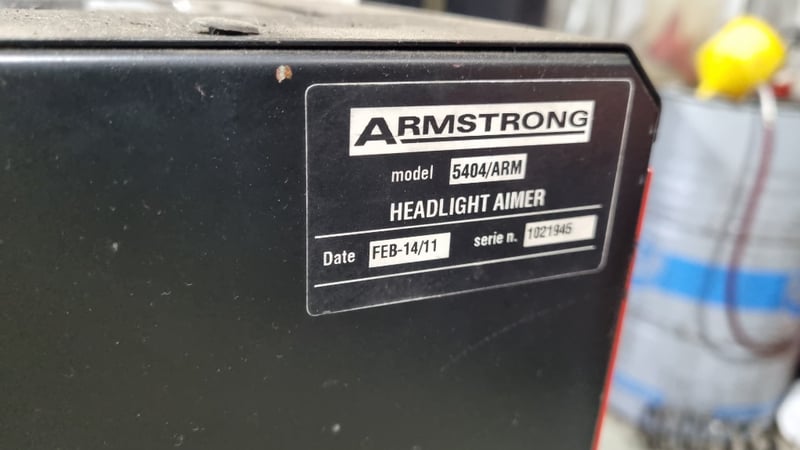 ARMSTRONG
model 5404/ARM
HEADLIGHT AIMER
Date FEB-14/11 serie n. 1021945